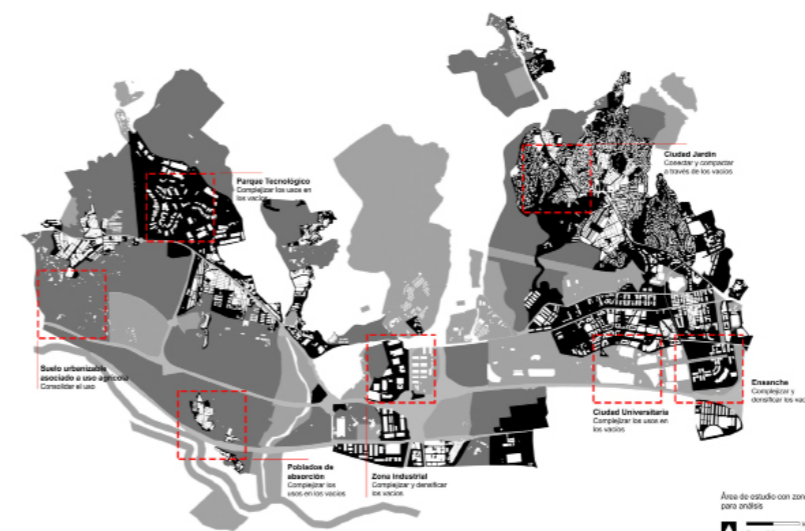 Parque Tecnológico
Complejizar los usos en
los vacíos
Ciudad Jardín
Conectar y compactar
a través de los vacíos
Suelo urbanizable
asociado a uso agrícola
Consolidar el uso
Poblados de
absorción
Complejizar los
usos en los vacíos
Zona Industrial
Complejizar y densificar
los vacíos
Ciudad Universitaria
Complejizar los usos en
los vacíos
Ensanche
Complejizar y
densificar los vac
Área de estudio con zon
para análisis